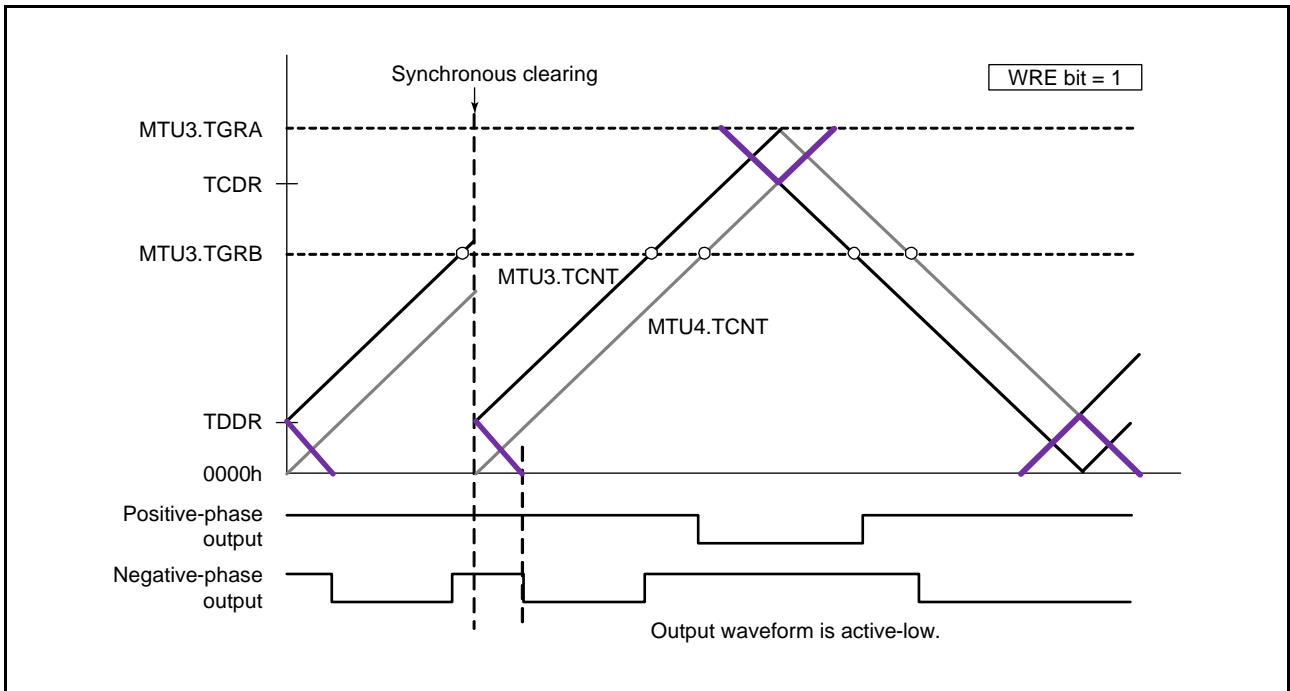 Synchronous clearing
WRE bit = 1
MTU3.TGRA
TCDR
MTU3.TGRB
MTU3.TCNT
MTU4.TCNT
TDDR
0000h
Positive-phase
output
Negative-phase
output
Output waveform is active-low.